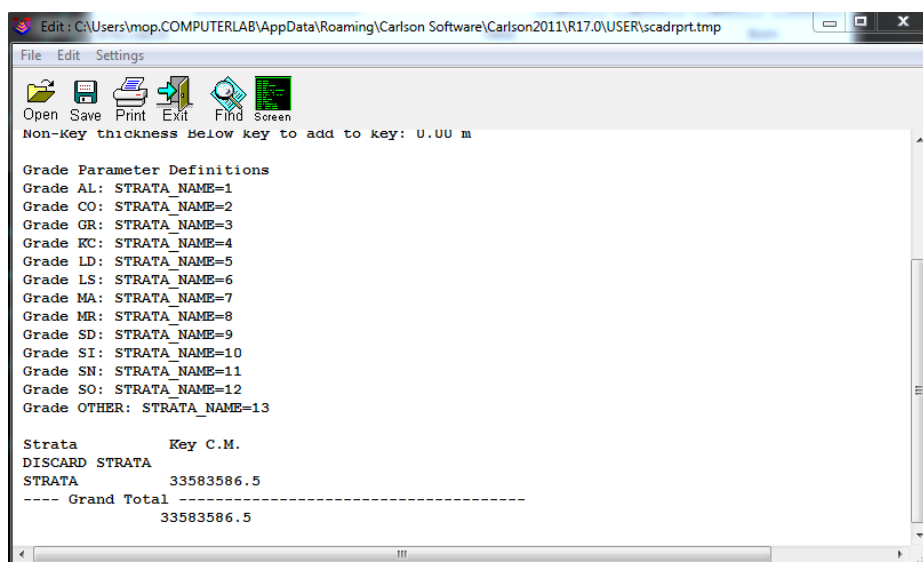 Edit : C:\Users\mop.COMPUTERLAB\AppData\Roaming\Carlson Software\Carlson2011\R17.0\USER\scadrprt.tmp
File Edit Settings
Open Save Print Exit Find Screen
Non-Key thickness Below key to add to key: 0.00 m
Grade Parameter Definitions
Grade AL: STRATA_NAME=1
Grade CO: STRATA_NAME=2
Grade GR: STRATA_NAME=3
Grade KC: STRATA_NAME=4
Grade LD: STRATA_NAME=5
Grade LS: STRATA_NAME=6
Grade MA: STRATA_NAME=7
Grade MR: STRATA_NAME=8
Grade SD: STRATA_NAME=9
Grade SI: STRATA_NAME=10
Grade SN: STRATA_NAME=11
Grade SO: STRATA_NAME=12
Grade OTHER: STRATA_NAME=13
Strata Key C.M.
DISCARD STRATA
STRATA 33583586.5
---- Grand Total ---------------------------------------
33583586.5